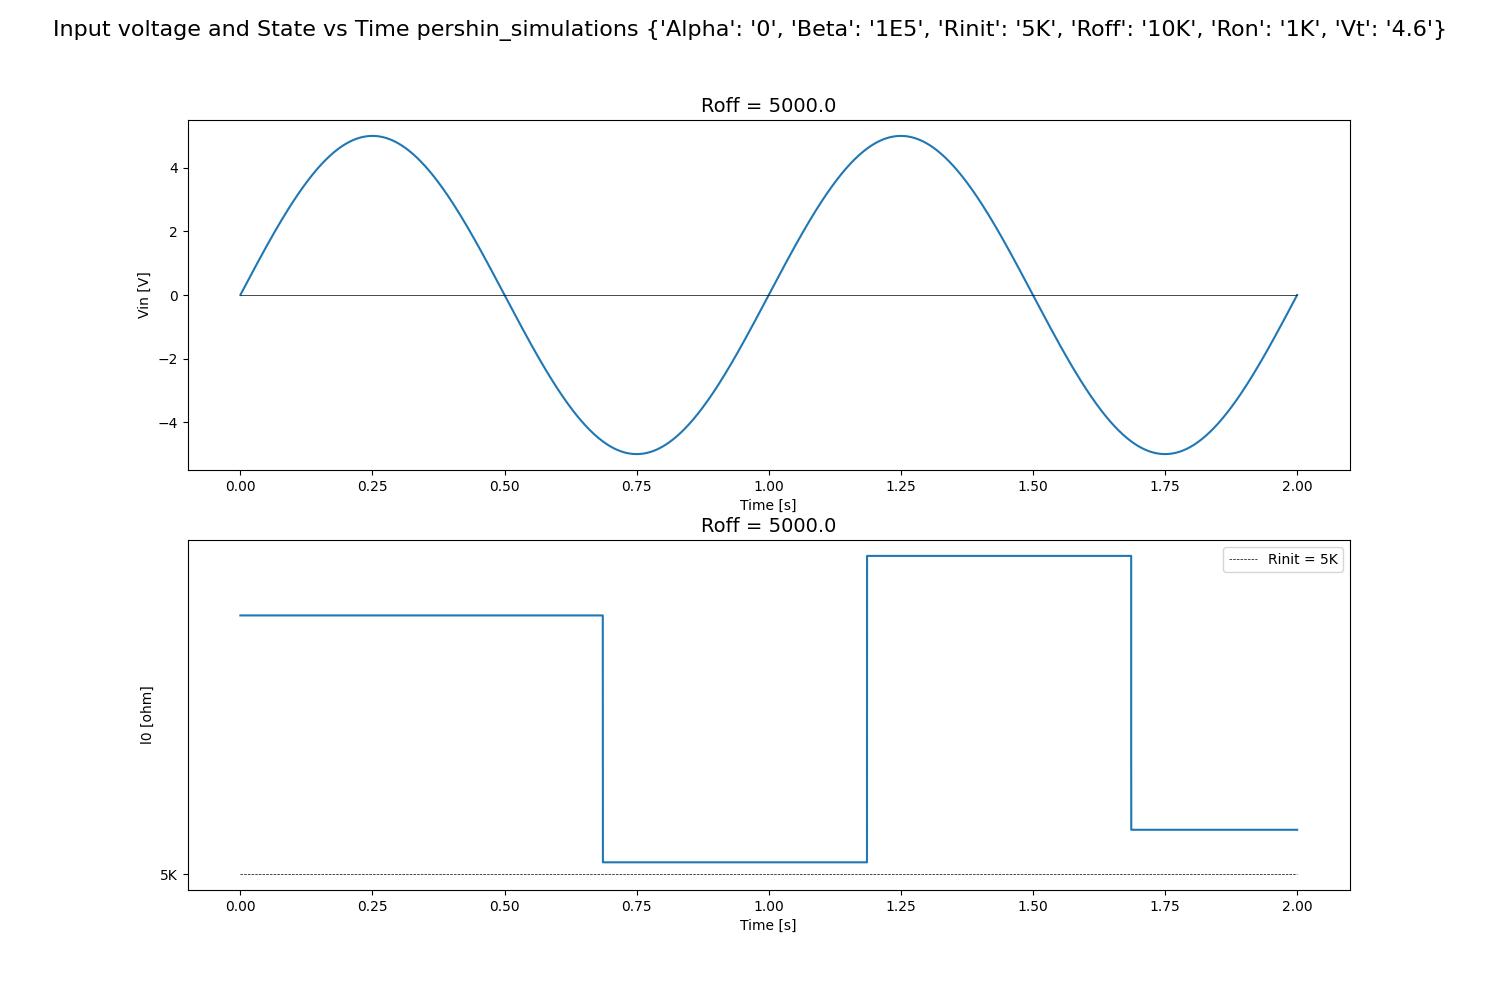 Input voltage and State vs Time pershin_simulations {'Alpha': '0', 'Beta': '1E5', 'Rinit': '5K', 'Roff': '10K', 'Ron': '1K', 'Vt': '4.6'}
Roff = 5000.0
Vin [V]
4
2
0
−2
−4
0.00 0.25 0.50 0.75 1.00 1.25 1.50 1.75 2.00
Time [s]
Roff = 5000.0
Rinit = 5K
l0 [ohm]
5K
0.00 0.25 0.50 0.75 1.00 1.25 1.50 1.75 2.00
Time [s]